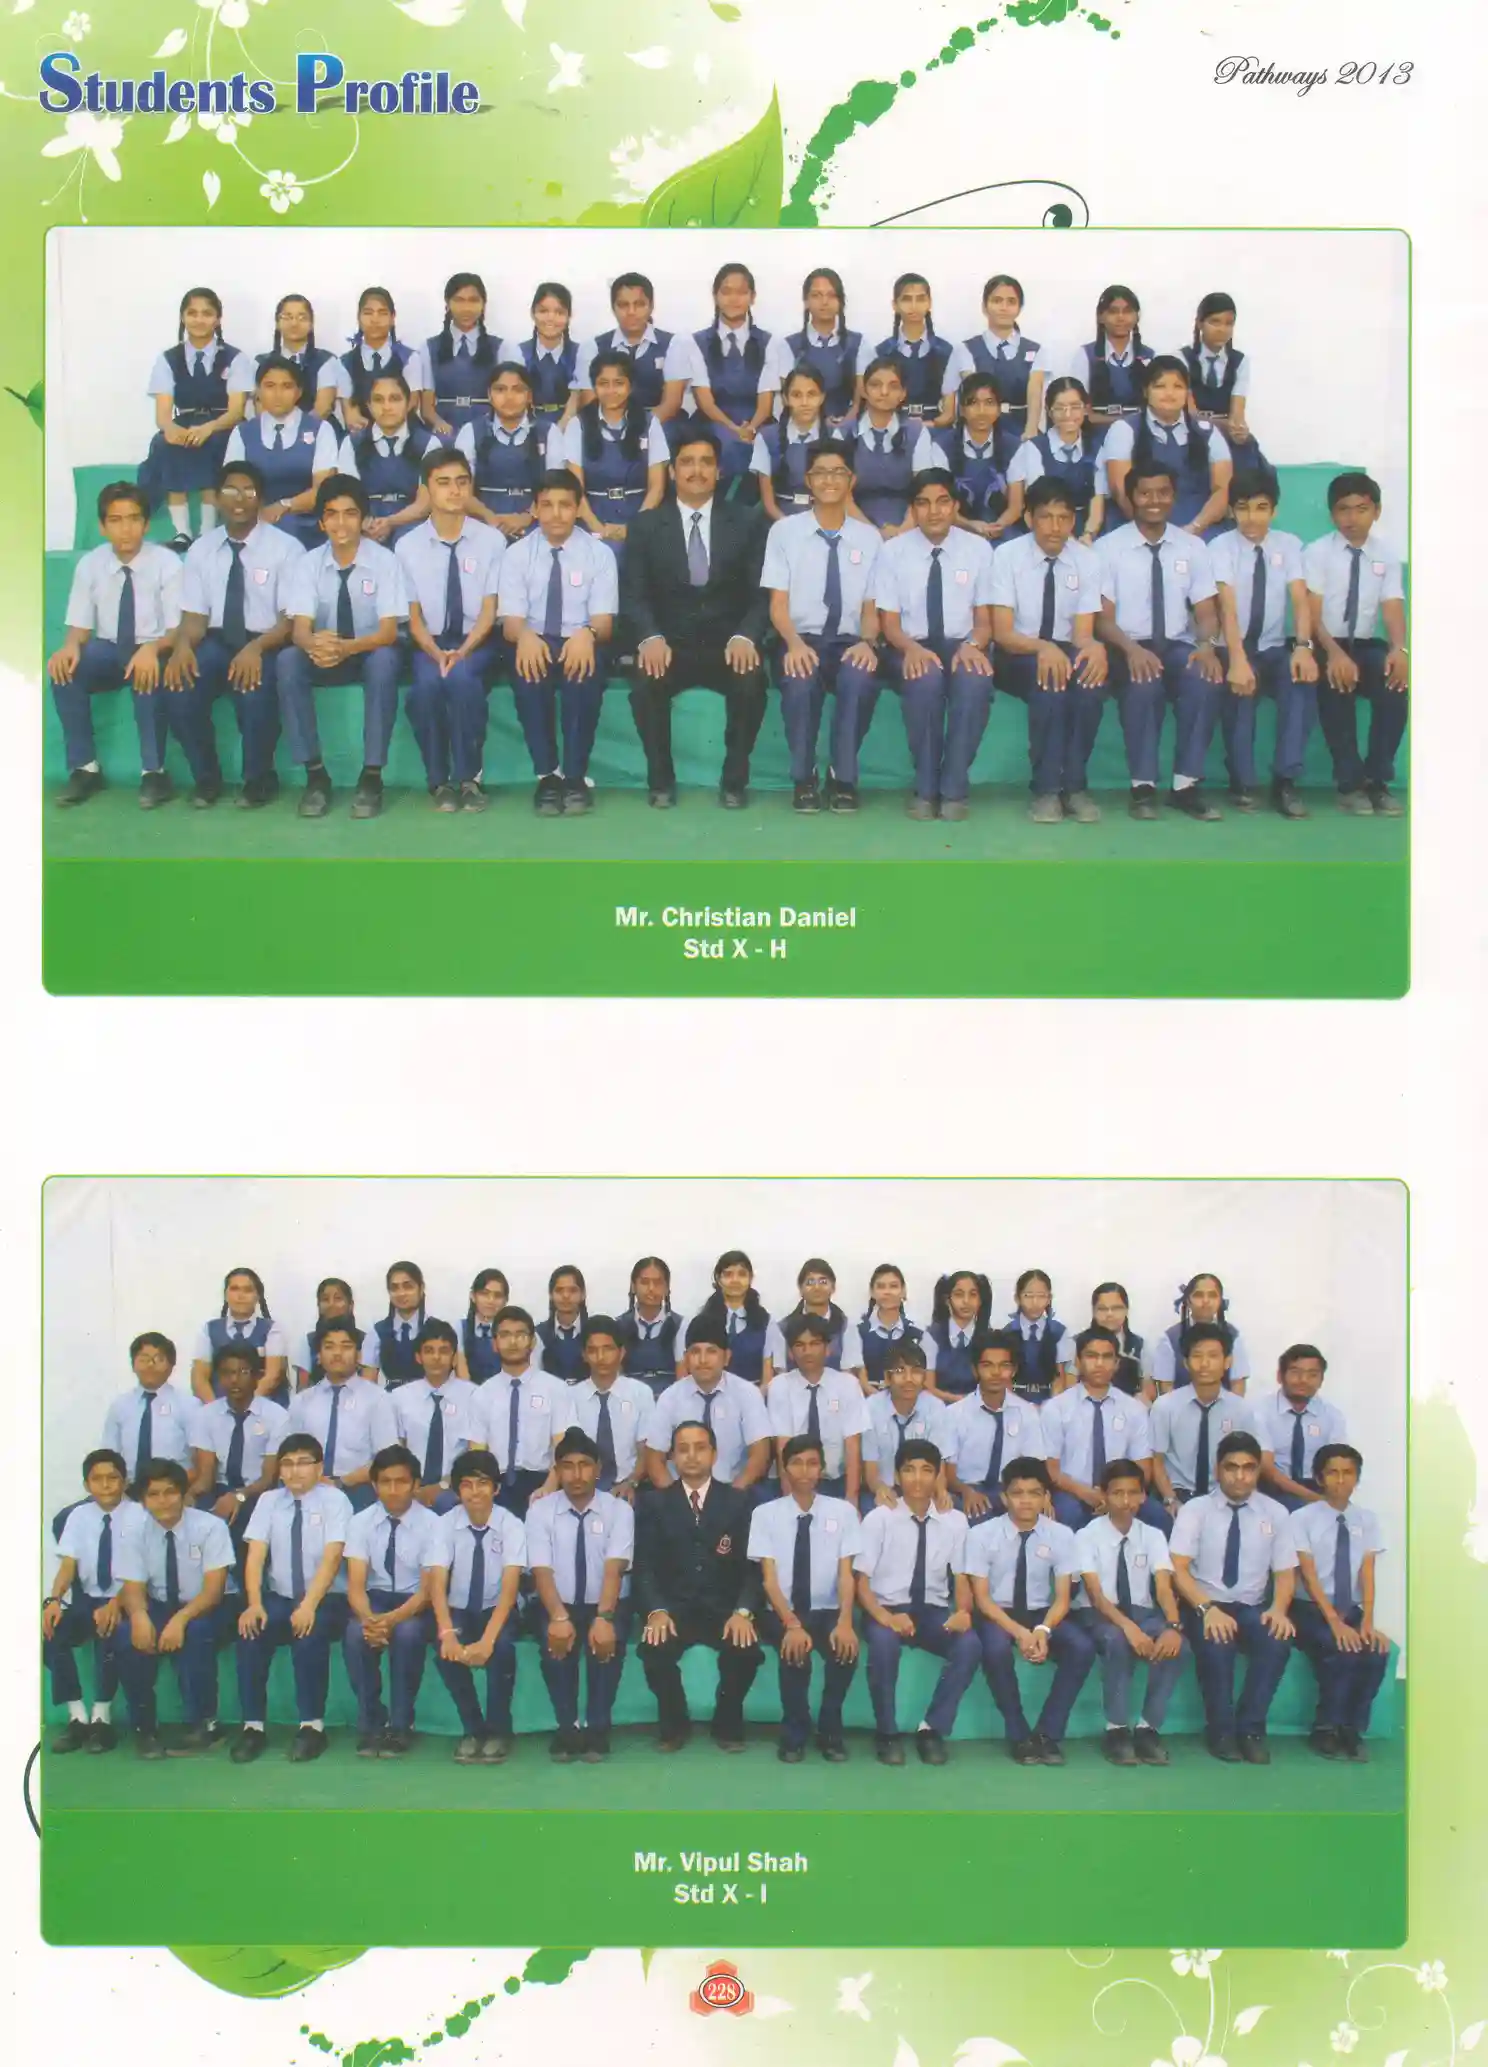 Students Profile
Pathways 2013
Mr. Christian Daniel
Std X - H
Mr. Vipul Shah
Std X - I
228